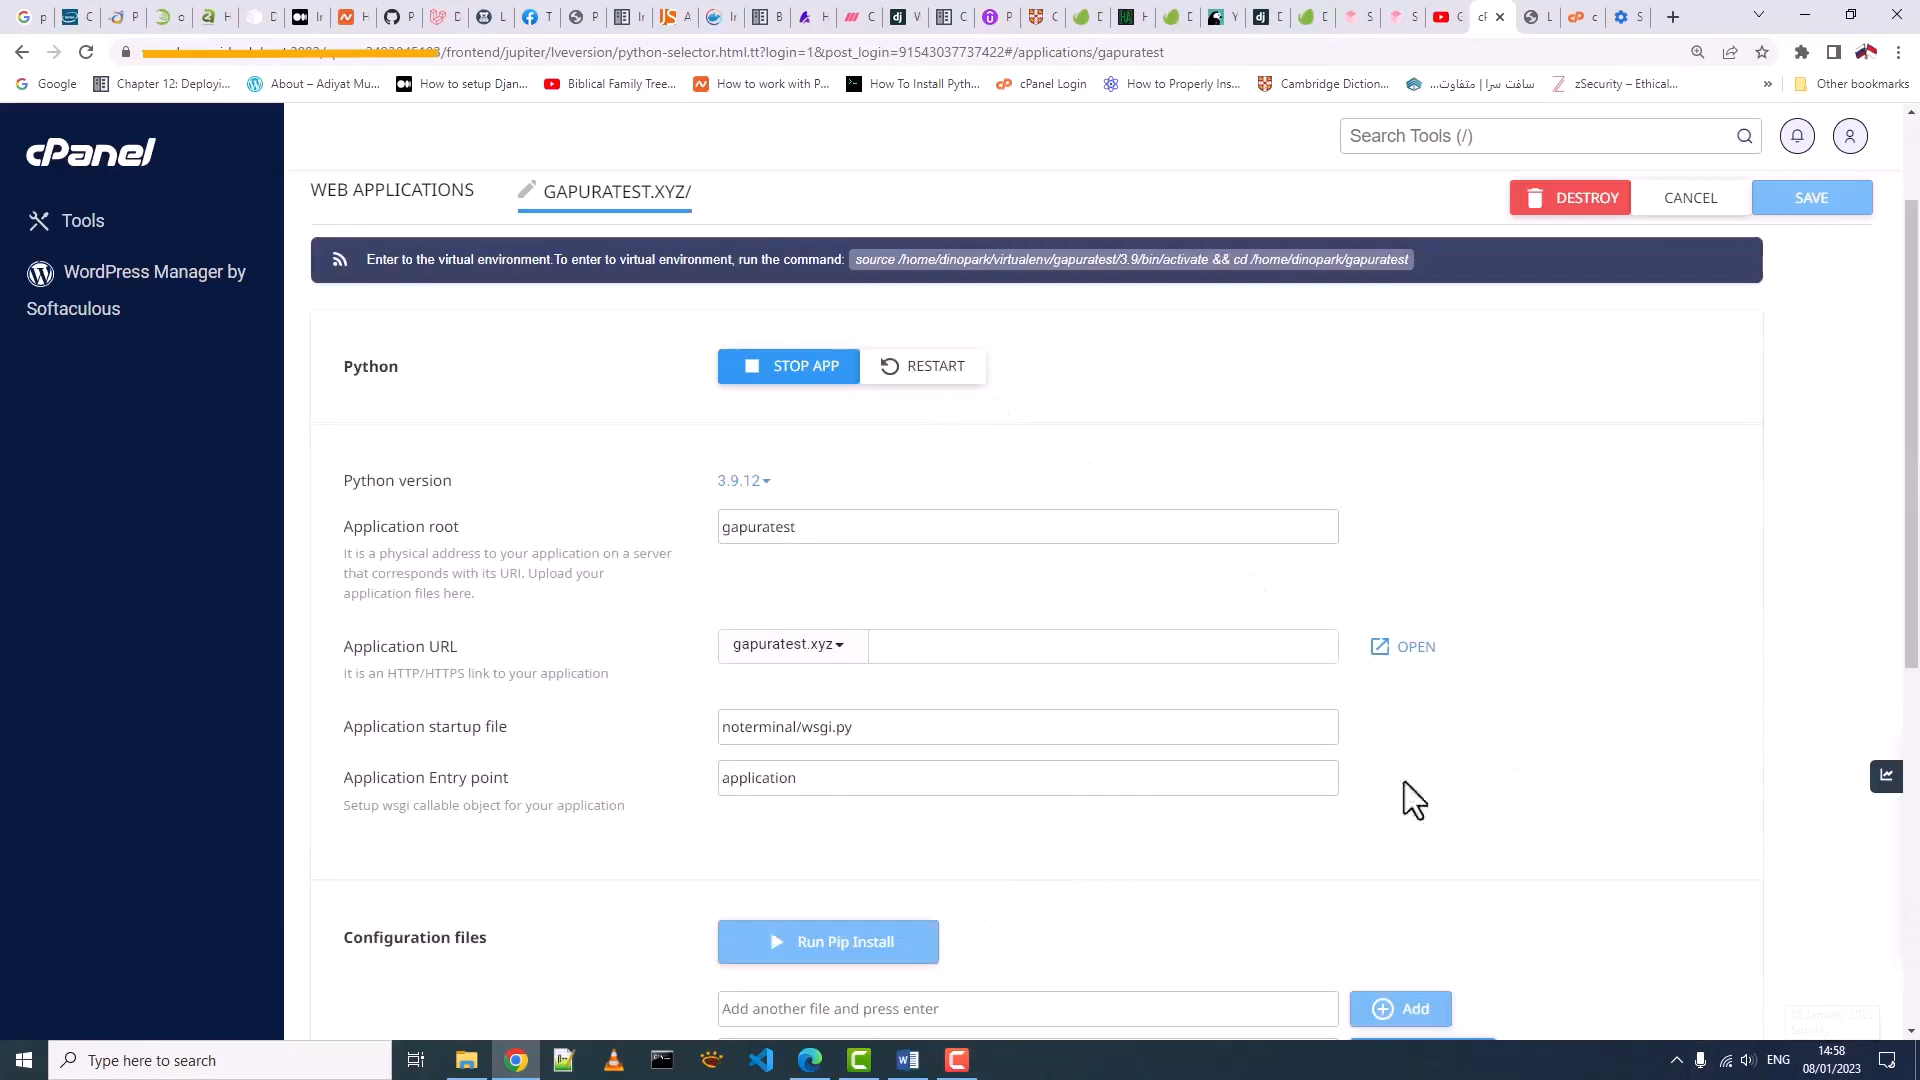 /frontend/jupiter/lveversion/python-selector.html.tt?login=1&post_login=91543037737422#/applications/gapuratest
Google
Chapter 12: Deployi...
About – Adiyat Mu...
How to setup Djan...
Biblical Family Tree...
How to work with P...
How To Install Pyth...
cPanel Login
How to Properly Ins...
Cambridge Diction...
سافت سرا | متفاوت...
zSecurity – Ethical...
»
Other bookmarks
cPanel
Search Tools (/)
Tools
WordPress Manager by
Softaculous
WEB APPLICATIONS
GAPURATEST.XYZ/
DESTROY
CANCEL
SAVE
Enter to the virtual environment.To enter to virtual environment, run the command: source /home/dinopark/virtualenv/gapuratest/3.9/bin/activate && cd /home/dinopark/gapuratest
Python
STOP APP
RESTART
Python version
3.9.12
Application root
gapuratest
It is a physical address to your application on a server
that corresponds with its URI. Upload your
application files here.
Application URL
gapuratest.xyz
OPEN
It is an HTTP/HTTPS link to your application
Application startup file
noterminal/wsgi.py
Application Entry point
application
Setup wsgi callable object for your application
Configuration files
Run Pip Install
Add another file and press enter
Add
Type here to search
ENG
14:58
08/01/2023